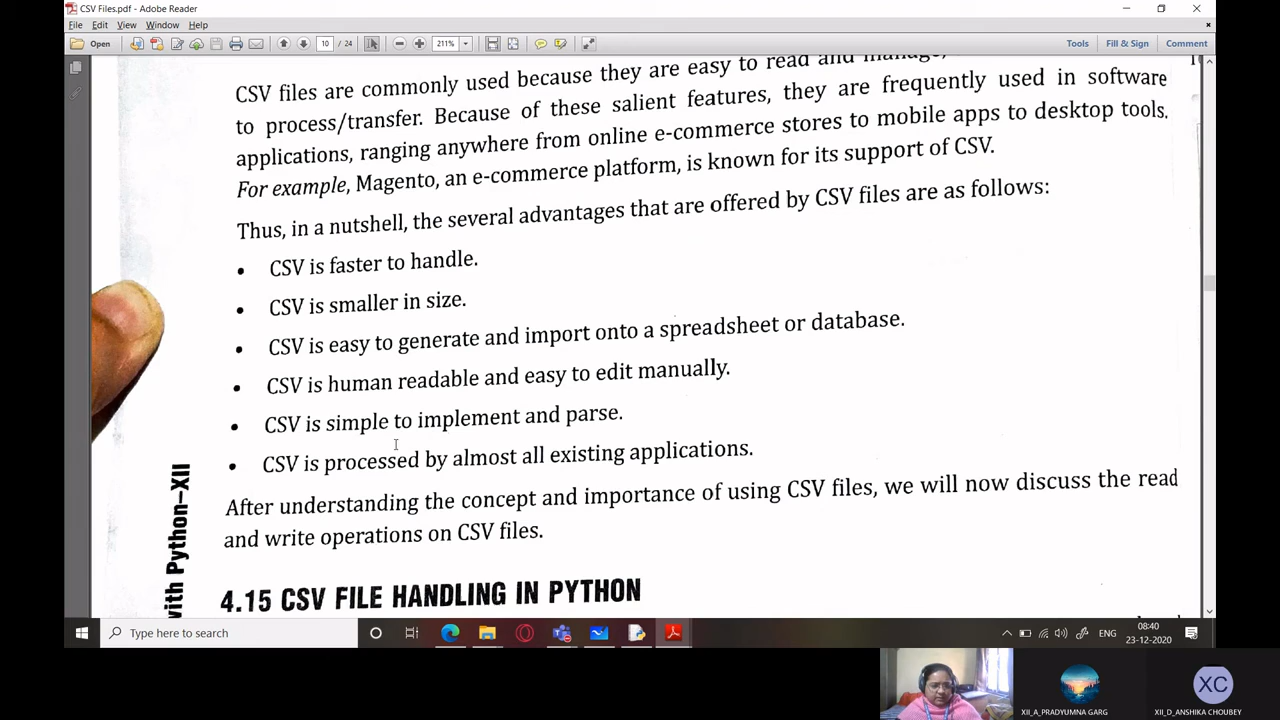 CSV Files.pdf - Adobe Reader
File Edit View Window Help
Open 10 / 24 211% Tools Fill & Sign Comment
CSV files are commonly used because they are easy to read and manage,
to process/transfer. Because of these salient features, they are frequently used in software
applications, ranging anywhere from online e-commerce stores to mobile apps to desktop tools.
For example, Magento, an e-commerce platform, is known for its support of CSV.
Thus, in a nutshell, the several advantages that are offered by CSV files are as follows:
• CSV is faster to handle.
• CSV is smaller in size.
• CSV is easy to generate and import onto a spreadsheet or database.
• CSV is human readable and easy to edit manually.
• CSV is simple to implement and parse.
• CSV is processed by almost all existing applications.
After understanding the concept and importance of using CSV files, we will now discuss the read
and write operations on CSV files.
4.15 CSV FILE HANDLING IN PYTHON
with Python–XII
Type here to search
ENG
08:40
23-12-2020
XC
XII_A_PRADYUMNA GARG
XII_D_ANSHIKA CHOUBEY